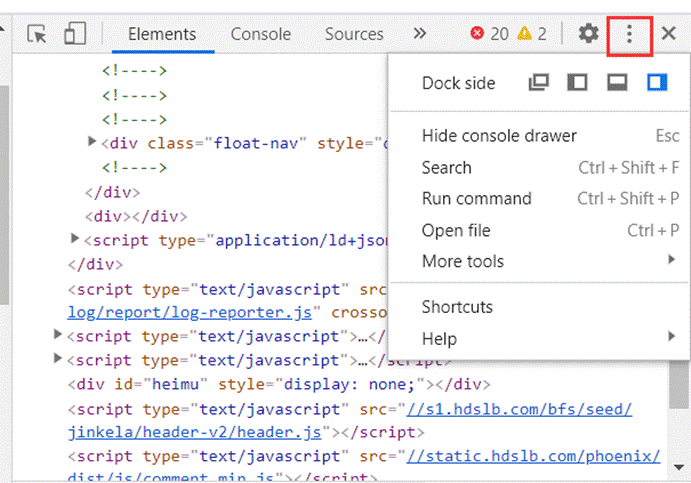 Elements Console Sources » 20 2
<!---->
<!---->
<!---->
<div class="float-nav" style="
<!---->
</div>
<div></div>
<script type="application/ld+jso
</div>
<script type="text/javascript" src
log/report/log-reporter.js" crosso
<script type="text/javascript">…</
<script type="text/javascript">…</script>
<div id="heimu" style="display: none;"></div>
<script type="text/javascript" src="//s1.hdslb.com/bfs/seed/
jinkela/header-v2/header.js"></script>
<script type="text/javascript" src="//static.hdslb.com/phoenix/
dist/js/comment.min.js"></script>
Dock side
Hide console drawer Esc
Search Ctrl + Shift + F
Run command Ctrl + Shift + P
Open file Ctrl + P
More tools
Shortcuts
Help